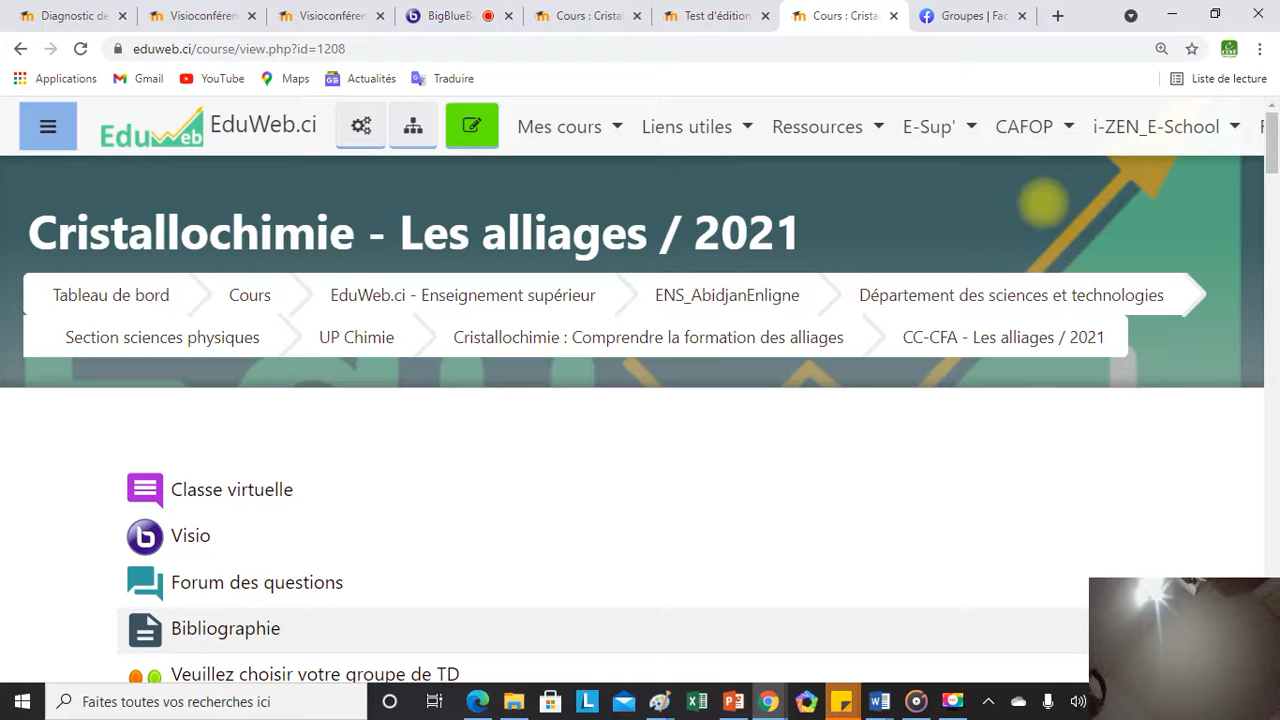 Diagnostic de
Visioconféren
Visioconféren
BigBlueB
Cours : Cristal
Test d'édition
Cours : Crista
Groupes | Fac
eduweb.ci/course/view.php?id=1208
Applications
Gmail
YouTube
Maps
Actualités
Traduire
Liste de lecture
Eduweb
EduWeb.ci
Mes cours
Liens utiles
Ressources
E-Sup'
CAFOP
i-ZEN_E-School
Cristallochimie - Les alliages / 2021
Tableau de bord
Cours
EduWeb.ci - Enseignement supérieur
ENS_AbidjanEnligne
Département des sciences et technologies
Section sciences physiques
UP Chimie
Cristallochimie : Comprendre la formation des alliages
CC-CFA - Les alliages / 2021
Classe virtuelle
Visio
Forum des questions
Bibliographie
Veuillez choisir votre groupe de TD
Faites toutes vos recherches ici